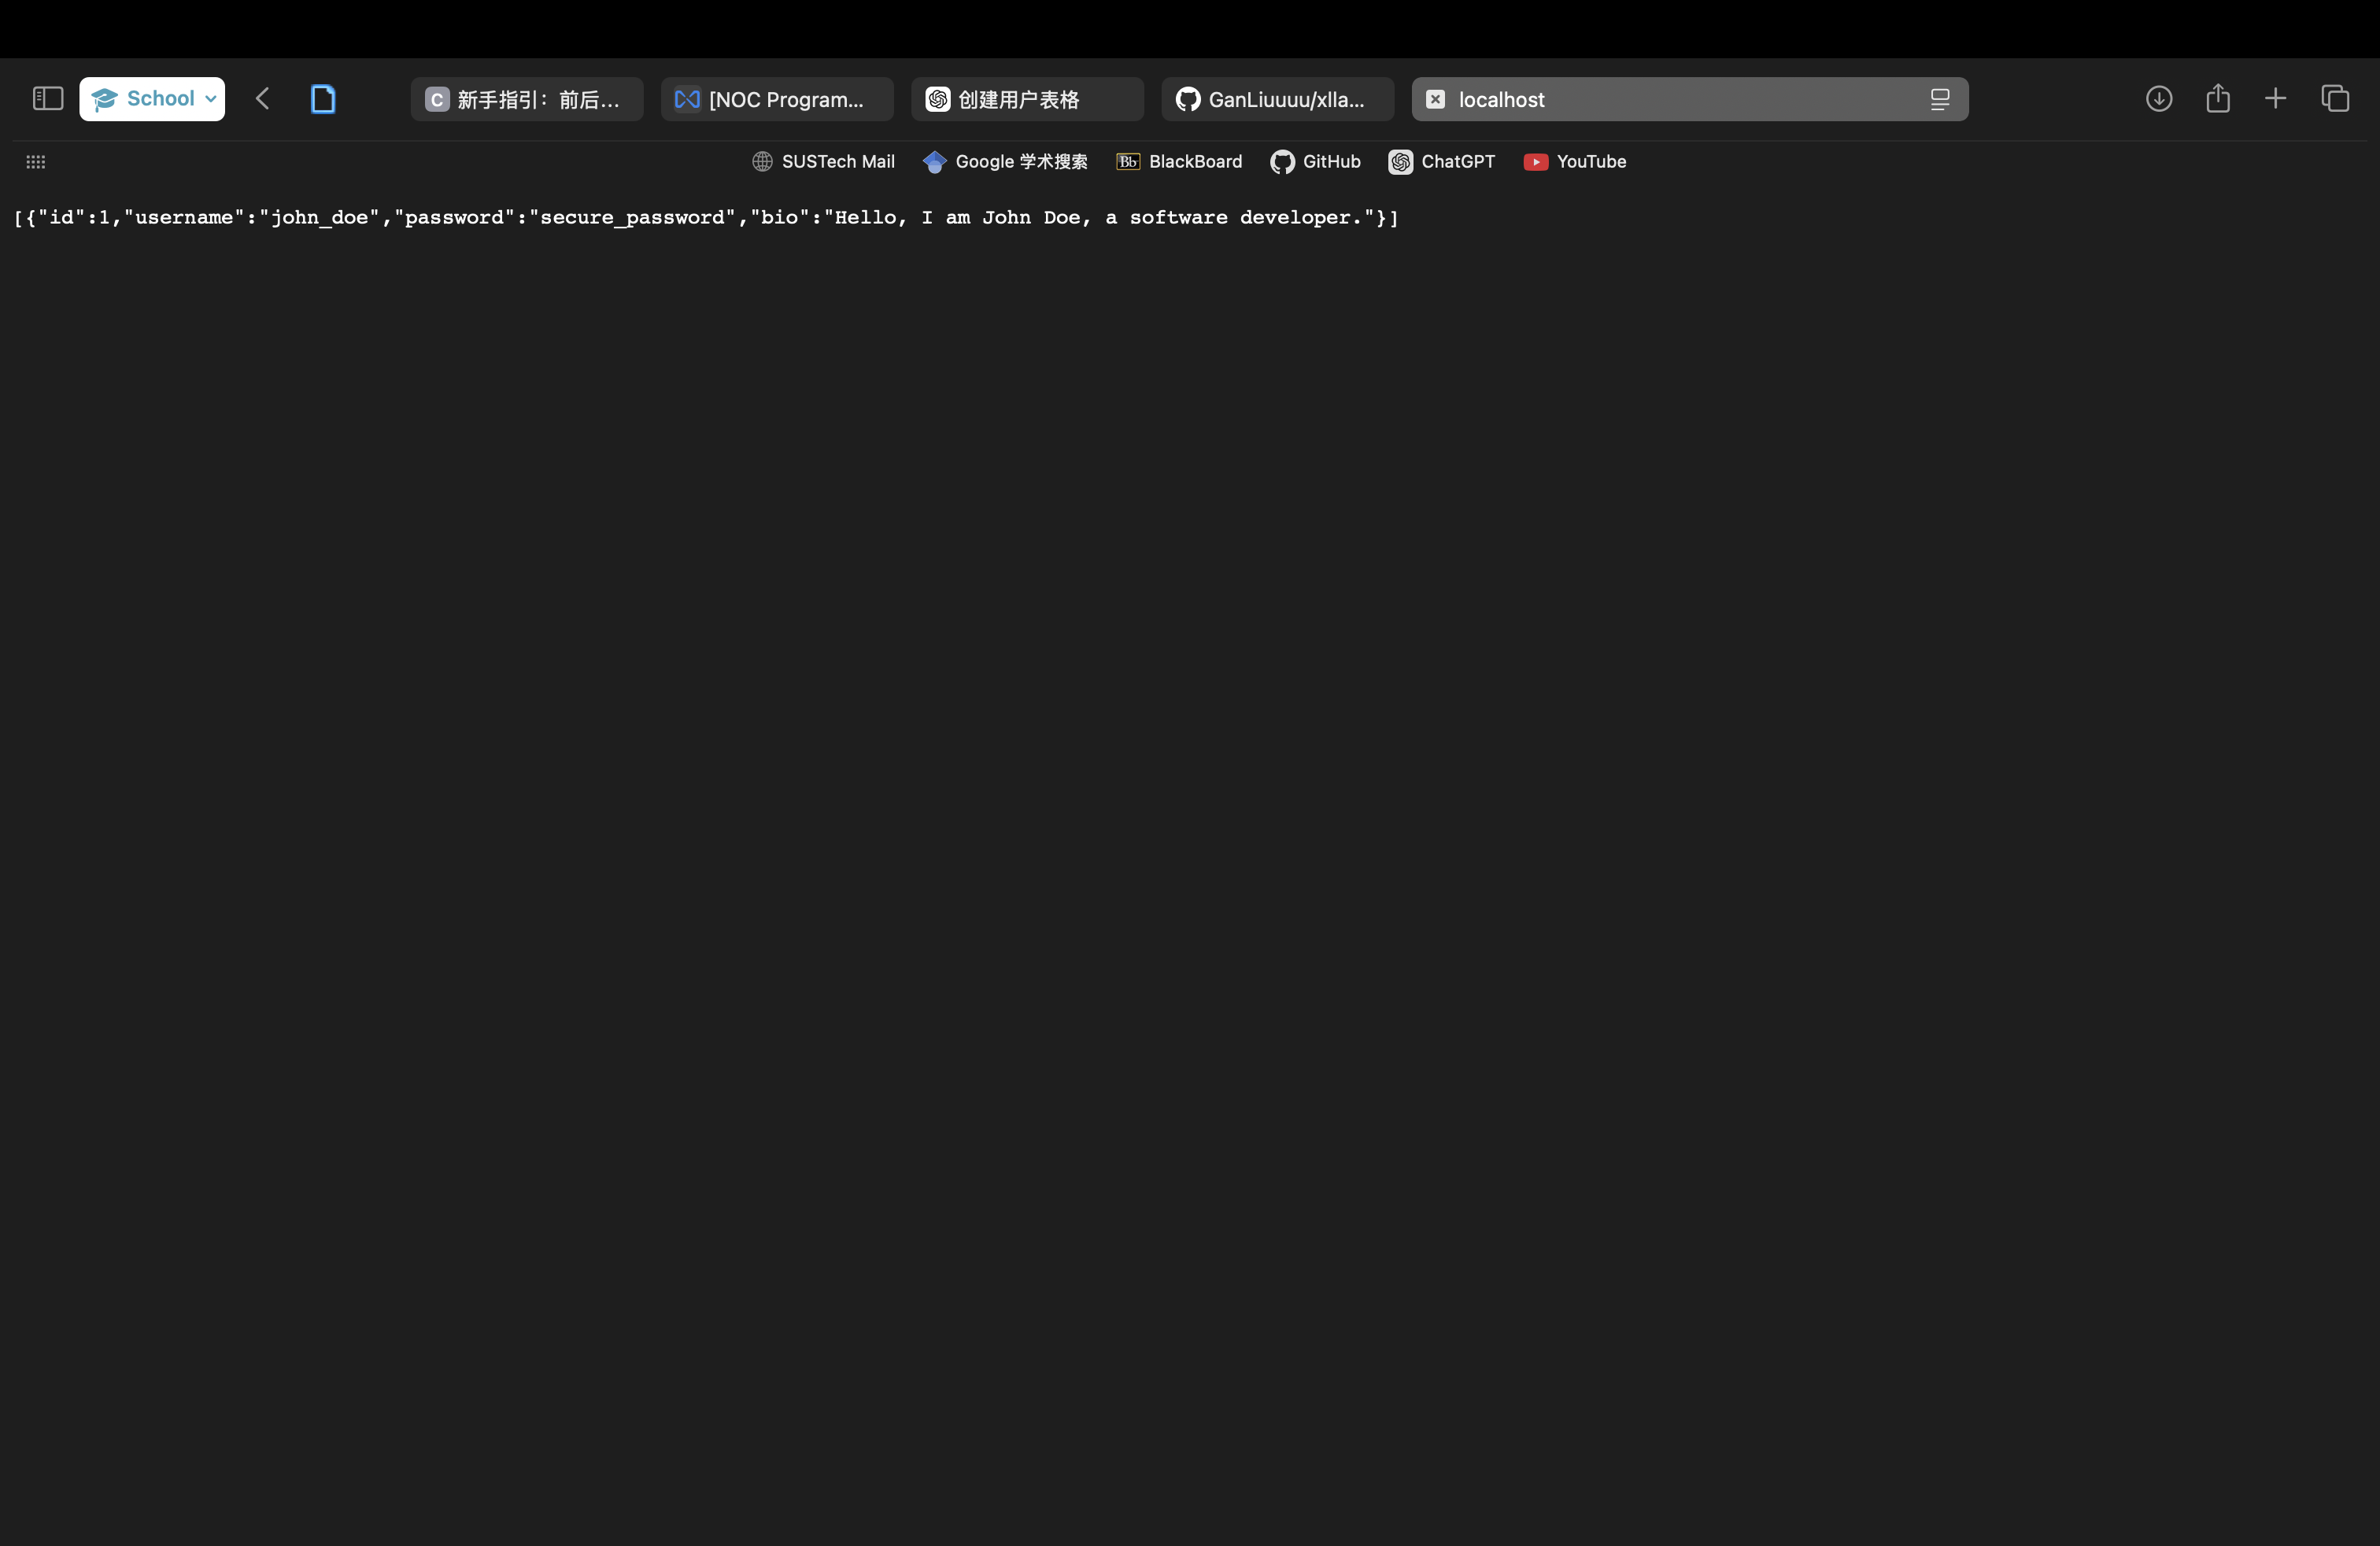 School
C 新手指引：前后...
[NOC Program...
创建用户表格
GanLiuuuu/xlla...
localhost
SUSTech Mail
Google 学术搜索
Bb BlackBoard
GitHub
ChatGPT
YouTube
[{"id":1,"username":"john_doe","password":"secure_password","bio":"Hello, I am John Doe, a software developer."}]